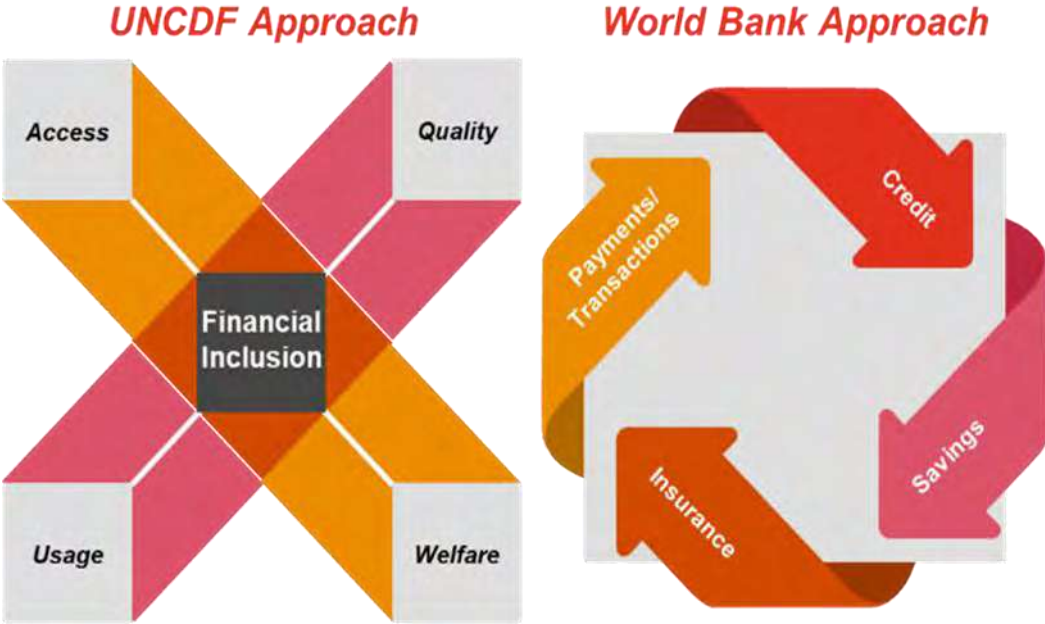 UNCDF Approach
World Bank Approach
Access
Quality
Financial
Inclusion
Usage
Welfare
Payments/
Transactions
Credit
Savings
Insurance